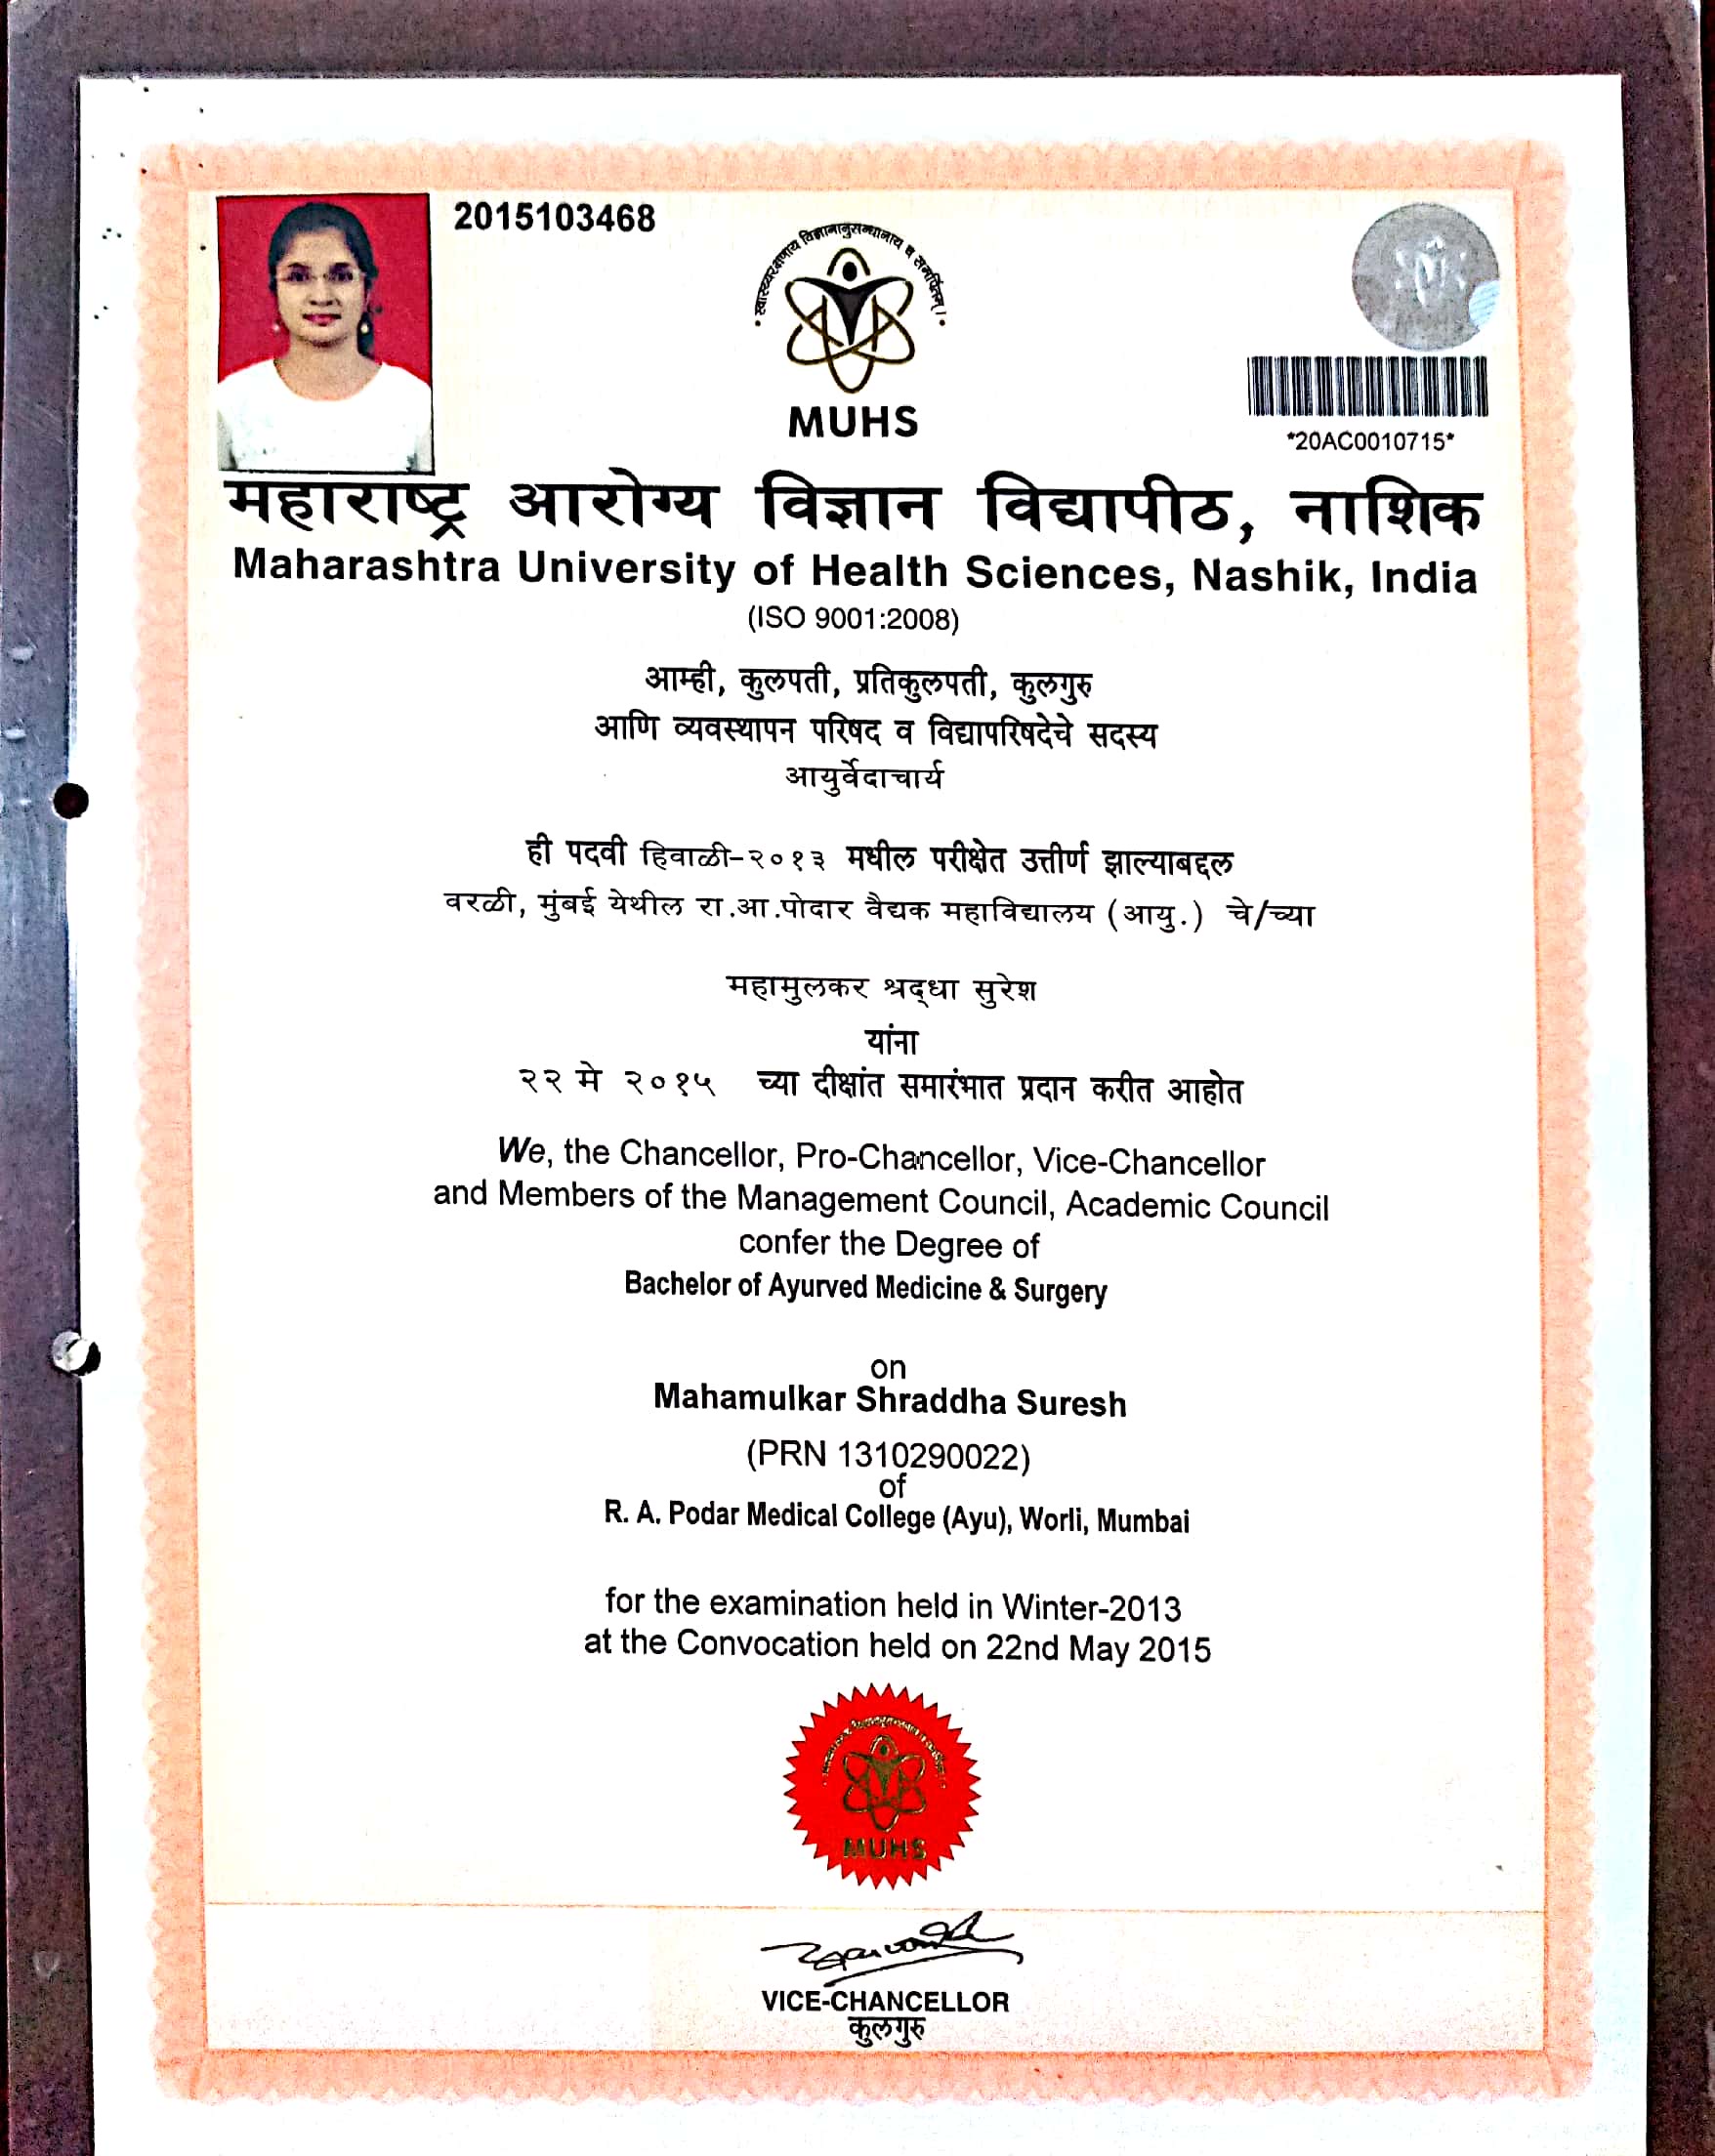 2015103468
स्वास्थ्यरक्षणाय विज्ञानानुसन्धानाय च समर्पितम्।
MUHS
*20AC0010715*
महाराष्ट्र आरोग्य विज्ञान विद्यापीठ, नाशिक
Maharashtra University of Health Sciences, Nashik, India
(ISO 9001:2008)
आम्ही, कुलपती, प्रतिकुलपती, कुलगुरु
आणि व्यवस्थापन परिषद व विद्यापरिषदेचे सदस्य
आयुर्वेदाचार्य
ही पदवी हिवाळी-२०१३ मधील परीक्षेत उत्तीर्ण झाल्याबद्दल
वरळी, मुंबई येथील रा.आ.पोदार वैद्यक महाविद्यालय (आयु.) चे/च्या
महामुलकर श्रद्धा सुरेश
यांना
२२ मे २०१५ च्या दीक्षांत समारंभात प्रदान करीत आहोत
We, the Chancellor, Pro-Chancellor, Vice-Chancellor
and Members of the Management Council, Academic Council
confer the Degree of
Bachelor of Ayurved Medicine & Surgery
on
Mahamulkar Shraddha Suresh
(PRN 1310290022)
of
R. A. Podar Medical College (Ayu), Worli, Mumbai
for the examination held in Winter-2013
at the Convocation held on 22nd May 2015
MUHS
VICE-CHANCELLOR
कुलगुरु